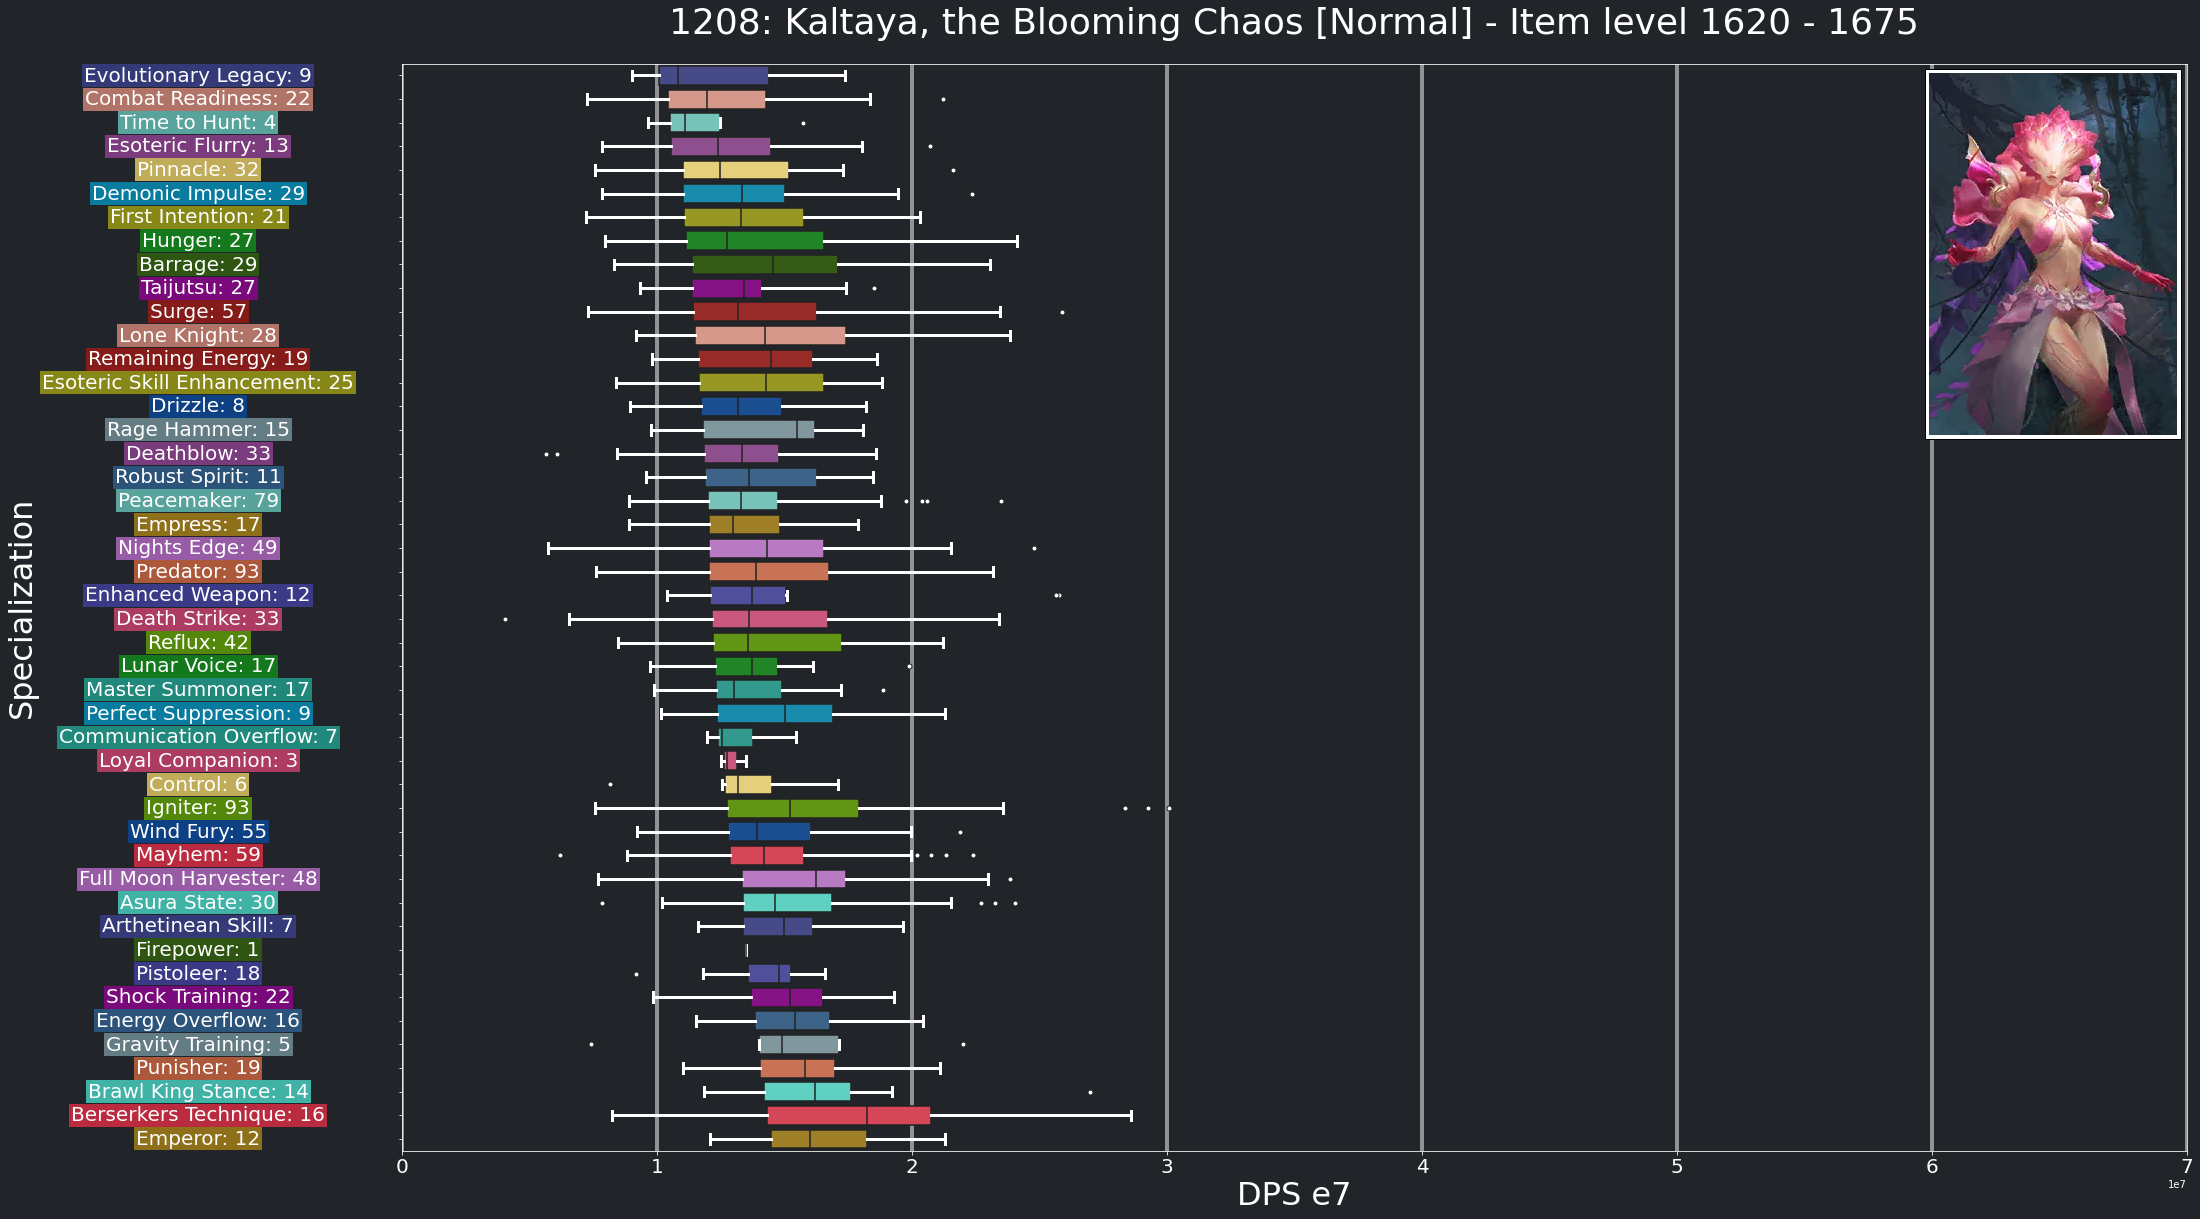 1208: Kaltaya, the Blooming Chaos [Normal] - Item level 1620 - 1675
Specialization
Evolutionary Legacy: 9
Combat Readiness: 22
Time to Hunt: 4
Esoteric Flurry: 13
Pinnacle: 32
Demonic Impulse: 29
First Intention: 21
Hunger: 27
Barrage: 29
Taijutsu: 27
Surge: 57
Lone Knight: 28
Remaining Energy: 19
Esoteric Skill Enhancement: 25
Drizzle: 8
Rage Hammer: 15
Deathblow: 33
Robust Spirit: 11
Peacemaker: 79
Empress: 17
Nights Edge: 49
Predator: 93
Enhanced Weapon: 12
Death Strike: 33
Reflux: 42
Lunar Voice: 17
Master Summoner: 17
Perfect Suppression: 9
Communication Overflow: 7
Loyal Companion: 3
Control: 6
Igniter: 93
Wind Fury: 55
Mayhem: 59
Full Moon Harvester: 48
Asura State: 30
Arthetinean Skill: 7
Firepower: 1
Pistoleer: 18
Shock Training: 22
Energy Overflow: 16
Gravity Training: 5
Punisher: 19
Brawl King Stance: 14
Berserkers Technique: 16
Emperor: 12
0 1 2 3 4 5 6 7
1e7
DPS e7